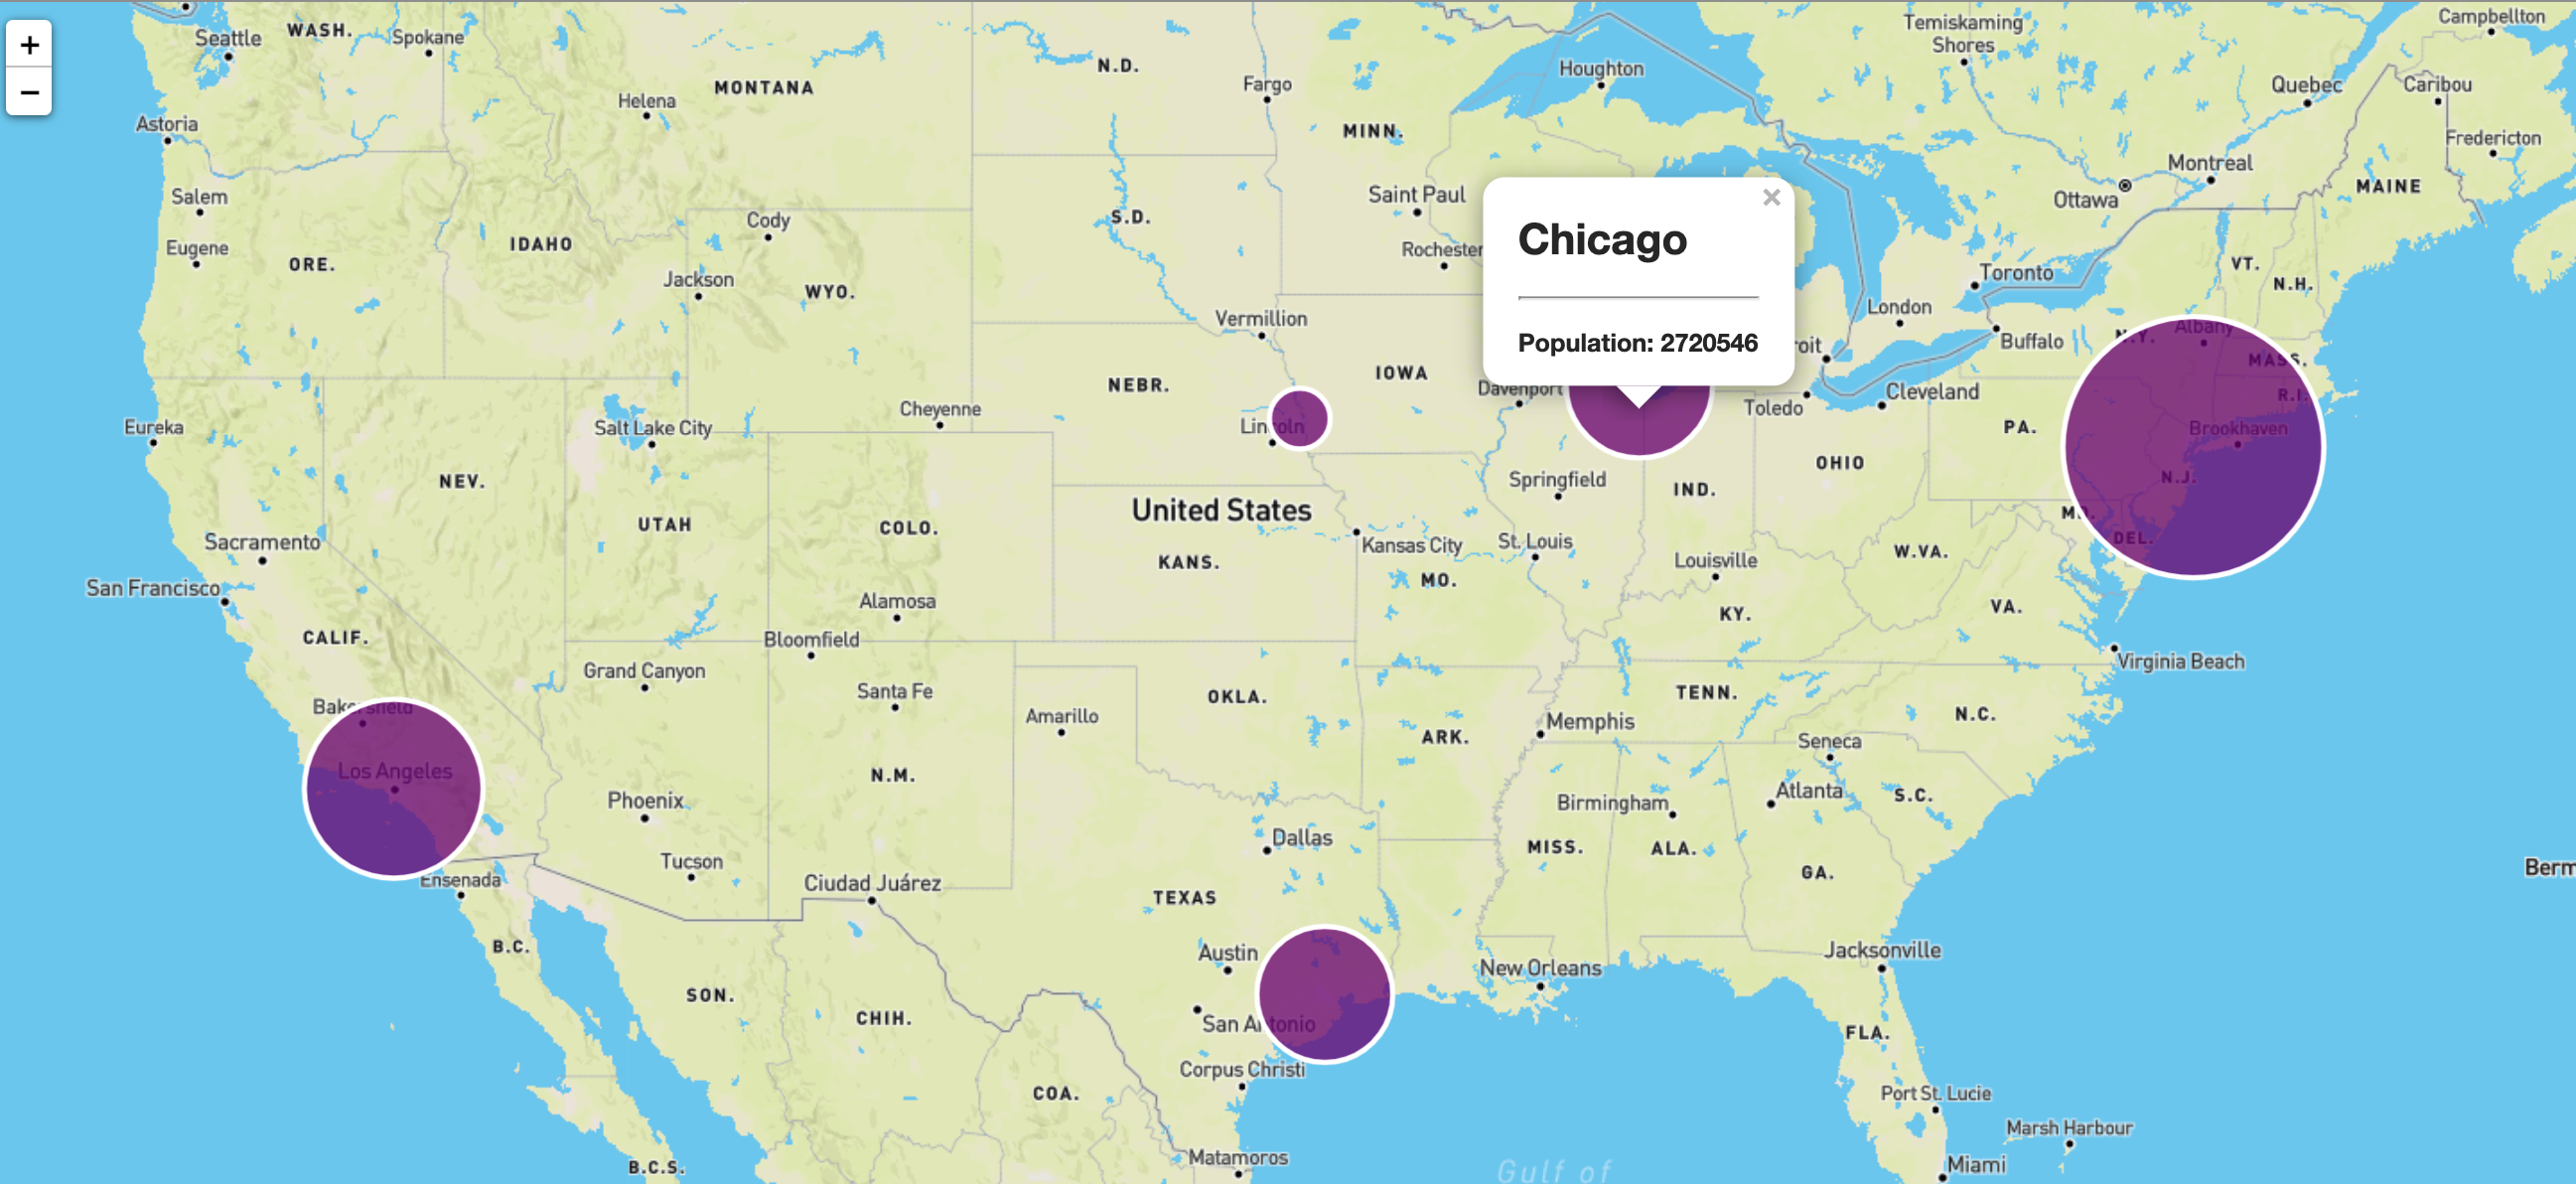 +
−
Seattle
WASH.
Spokane
MONTANA
Helena
N.D.
Fargo
MINN.
Houghton
Temiskaming
Shores
Campbellton
Quebec
Caribou
Fredericton
Montreal
Ottawa
MAINE
Astoria
Salem
Eugene
ORE.
IDAHO
Cody
Jackson
WYO.
S.D.
Saint Paul
Rochester
Vermillion
×
Chicago
Population: 2720546
Toronto
London
Buffalo
VT.
N.H.
N.Y.
Albany
MASS.
R.I.
roit
Eureka
Salt Lake City
Cheyenne
NEBR.
Lincoln
IOWA
Davenport
Toledo
Cleveland
PA.
Brookhaven
N.J.
NEV.
UTAH
COLO.
United States
KANS.
Kansas City
Springfield
IND.
OHIO
MD.
DEL.
W.VA.
St. Louis
MO.
Louisville
KY.
VA.
Virginia Beach
Sacramento
San Francisco
CALIF.
Alamosa
Bloomfield
Grand Canyon
Santa Fe
Amarillo
OKLA.
ARK.
TENN.
Memphis
N.C.
Seneca
Bakersfield
Los Angeles
Phoenix
N.M.
Tucson
Ciudad Juárez
Ensenada
Dallas
TEXAS
MISS.
Birmingham
ALA.
Atlanta
S.C.
GA.
Berm
B.C.
SON.
CHIH.
Austin
San Antonio
Corpus Christi
New Orleans
Jacksonville
FLA.
COA.
Port St. Lucie
Marsh Harbour
Miami
Matamoros
B.C.S.
Gulf of